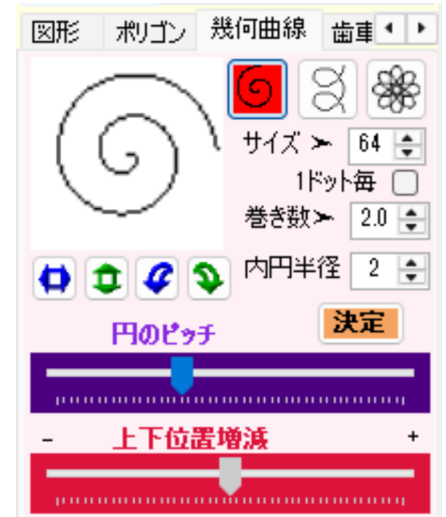 図形 ポリゴン 幾何曲線 歯車
サイズ ➢ 64
1ドット毎
巻き数➢ 2.0
内円半径 2
決定
円のピッチ
- 上下位置増減 +